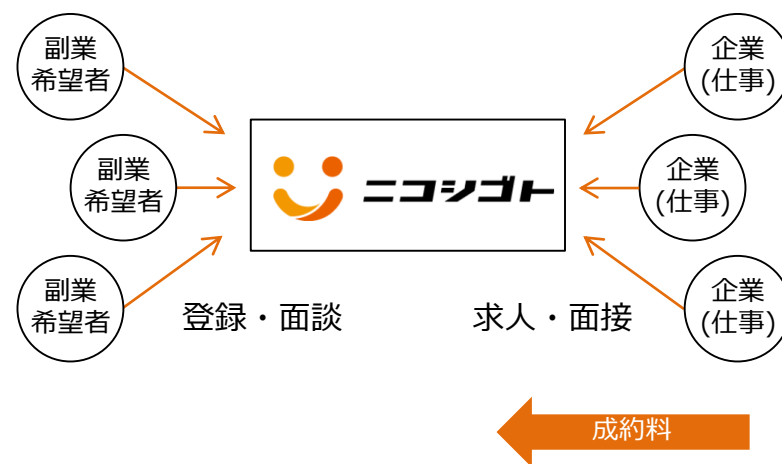 副業
希望者
企業
(仕事)
副業
希望者
ニコシゴト
企業
(仕事)
副業
希望者
企業
(仕事)
登録・面談
求人・面接
成約料